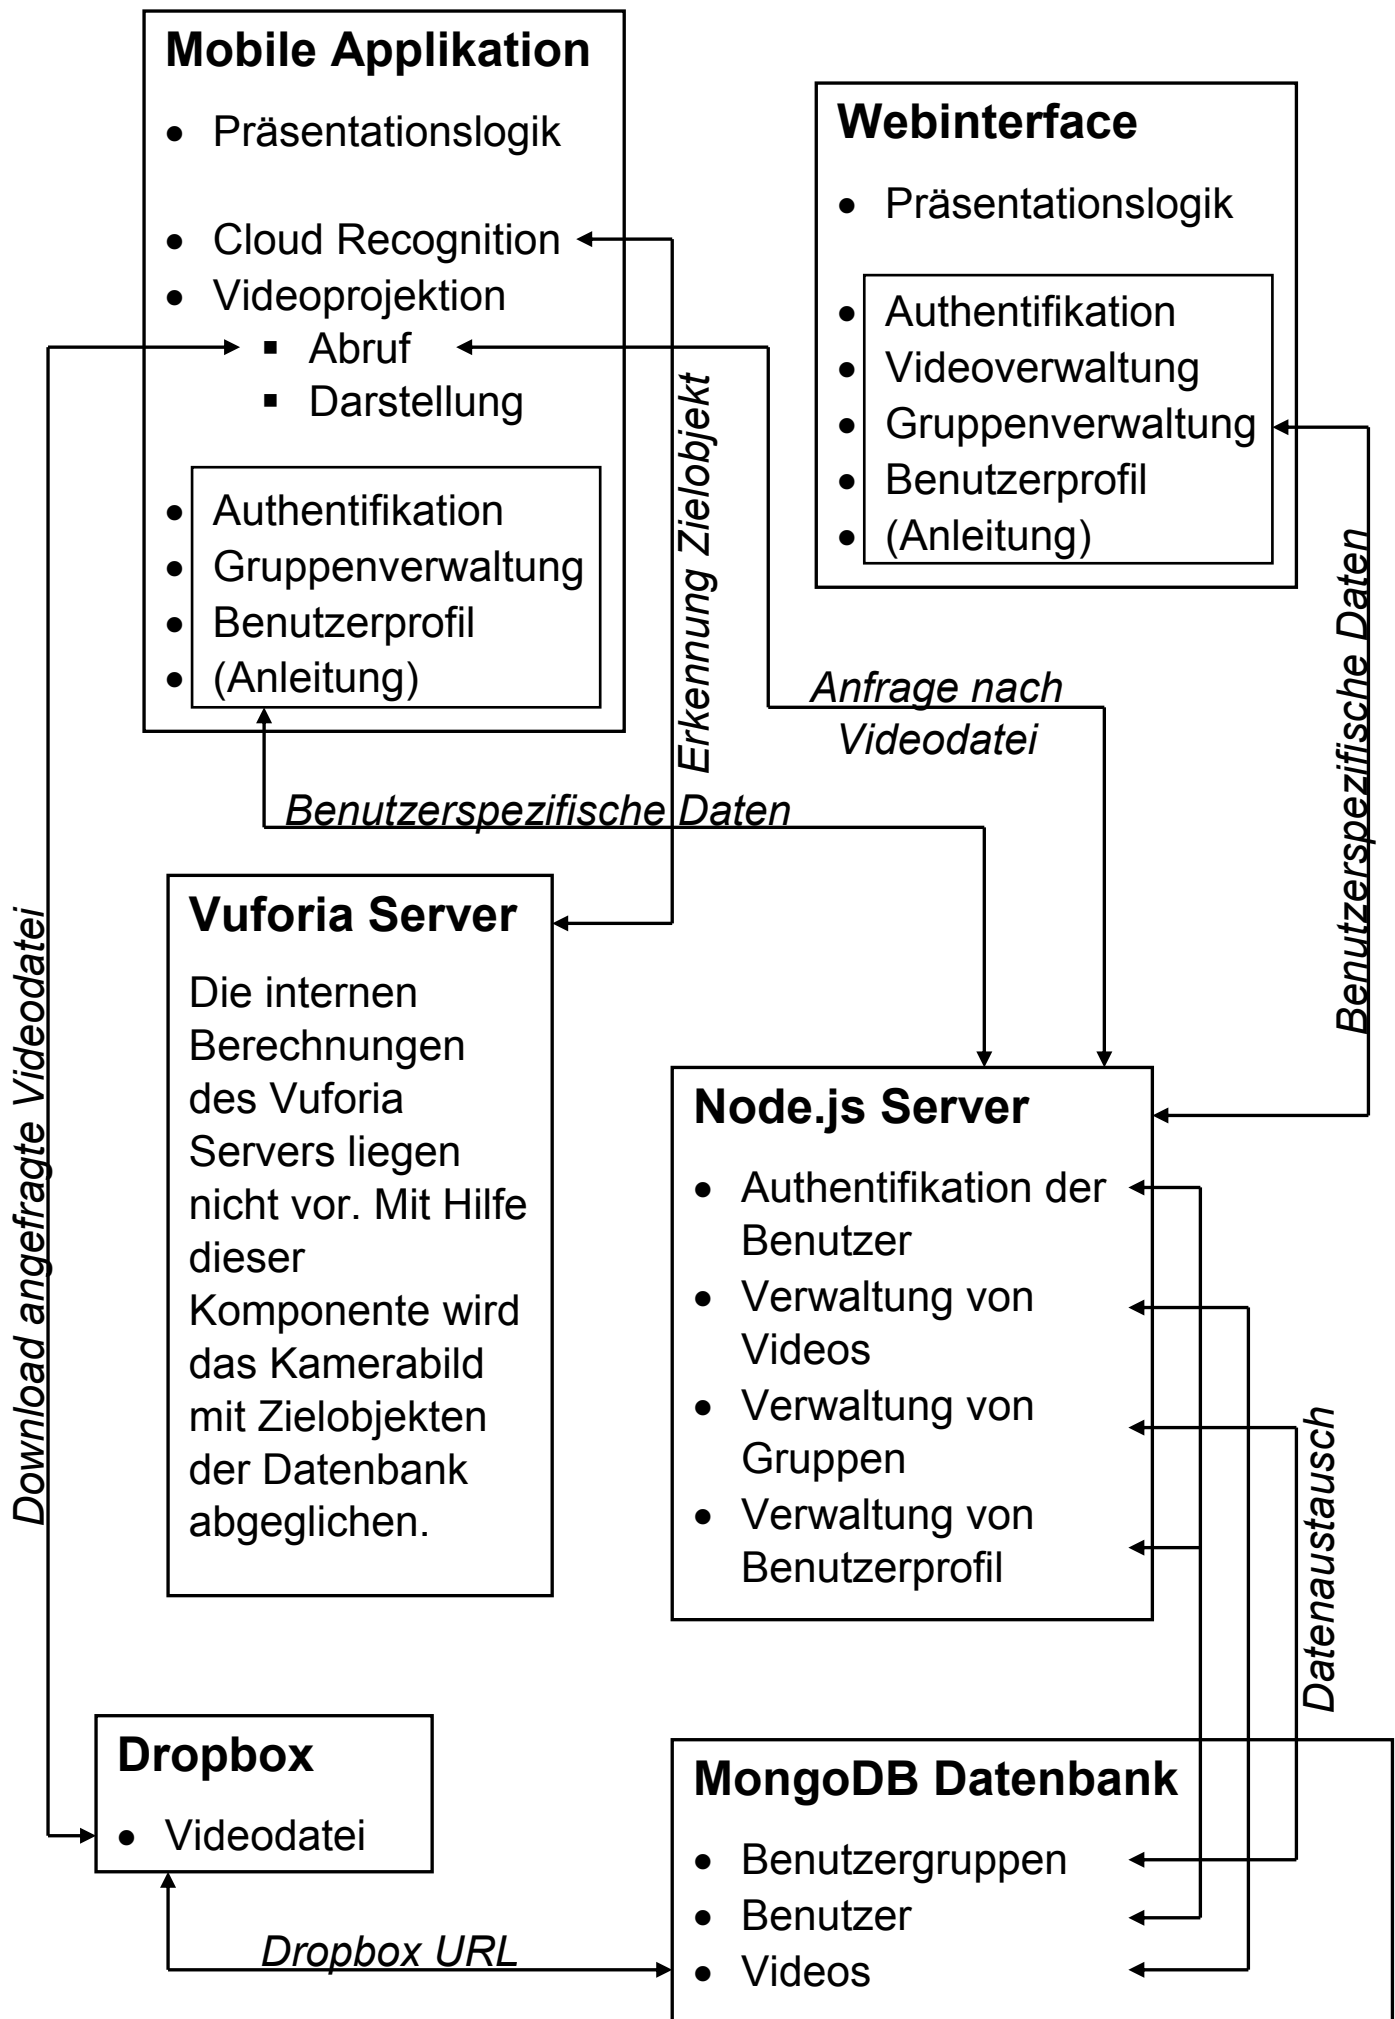 Mobile Applikation
• Präsentationslogik
• Cloud Recognition
• Videoprojektion
▪ Abruf
▪ Darstellung
• Authentifikation
• Gruppenverwaltung
• Benutzerprofil
• (Anleitung)
Webinterface
• Präsentationslogik
• Authentifikation
• Videoverwaltung
• Gruppenverwaltung
• Benutzerprofil
• (Anleitung)
Erkennung Zielobjekt
Anfrage nach
Videodatei
Benutzerspezifische Daten
Benutzerspezifische Daten
Download angefragte Videodatei
Vuforia Server
Die internen
Berechnungen
des Vuforia
Servers liegen
nicht vor. Mit Hilfe
dieser
Komponente wird
das Kamerabild
mit Zielobjekten
der Datenbank
abgeglichen.
Node.js Server
• Authentifikation der
Benutzer
• Verwaltung von
Videos
• Verwaltung von
Gruppen
• Verwaltung von
Benutzerprofil
Datenaustausch
Dropbox
• Videodatei
Dropbox URL
MongoDB Datenbank
• Benutzergruppen
• Benutzer
• Videos